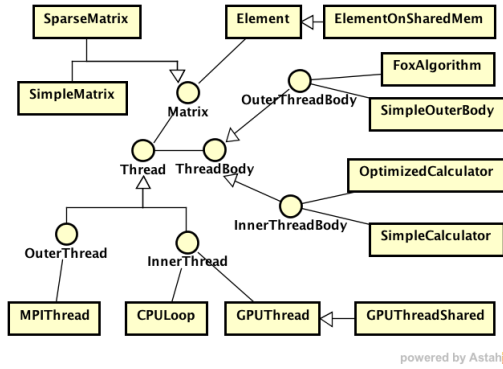 SparseMatrix
Element
ElementOnSharedMem
FoxAlgorithm
SimpleMatrix
Matrix
OuterThreadBody
SimpleOuterBody
Thread
ThreadBody
OptimizedCalculator
InnerThreadBody
SimpleCalculator
OuterThread
InnerThread
MPIThread
CPULoop
GPUThread
GPUThreadShared
powered by Astah